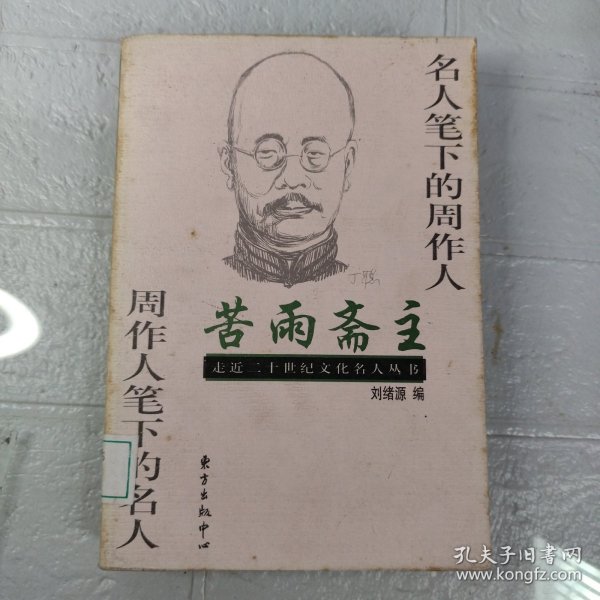 名人笔下的周作人
苦雨斋主
走近二十世纪文化名人丛书
刘绪源 编
周作人笔下的名人
东方出版中心
孔夫子旧书网
www.kongfz.com